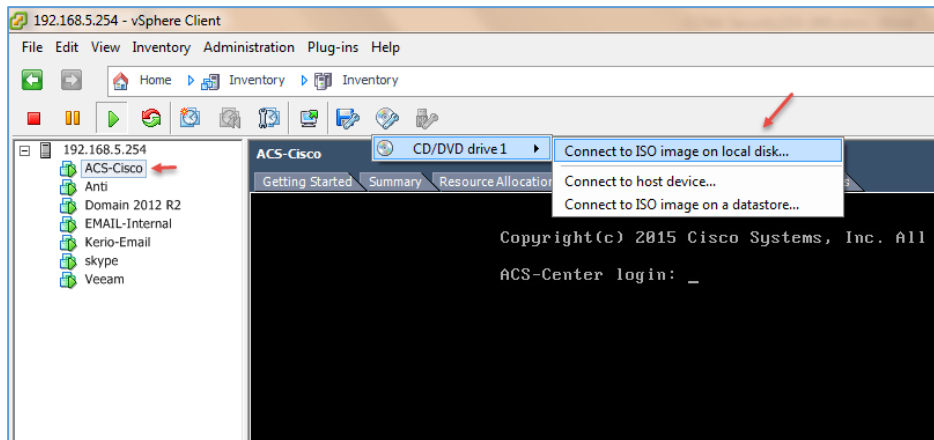 192.168.5.254 - vSphere Client
File Edit View Inventory Administration Plug-ins Help
Home Inventory Inventory
192.168.5.254
ACS-Cisco
Anti
Domain 2012 R2
EMAIL-Internal
Kerio-Email
skype
Veeam
ACS-Cisco
CD/DVD drive 1
Connect to ISO image on local disk...
Connect to host device...
Connect to ISO image on a datastore...
Getting Started Summary Resource Allocation
Copyright(c) 2015 Cisco Systems, Inc. All
ACS-Center login: _